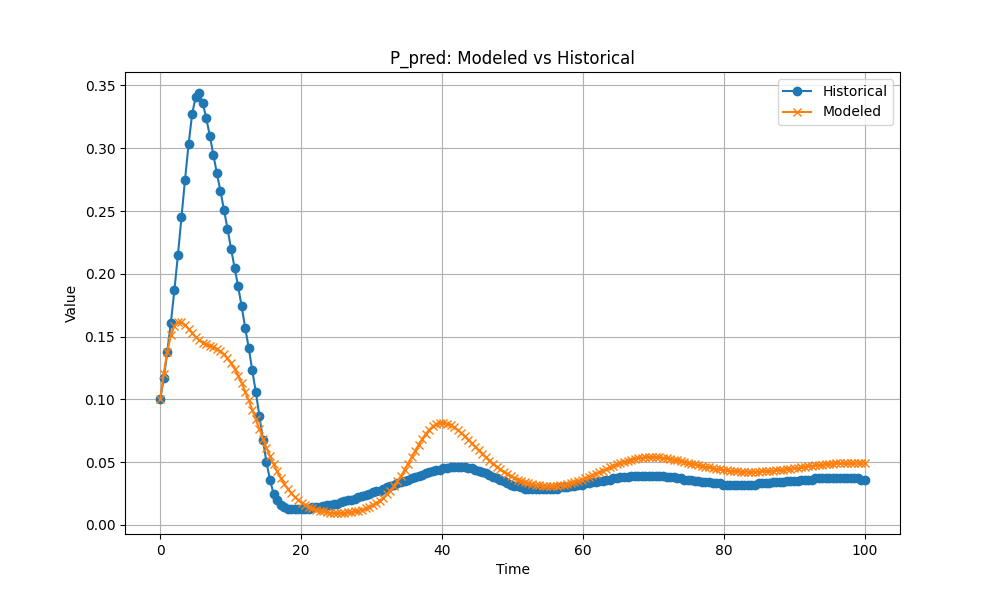 P_pred: Modeled vs Historical
Historical
Modeled
Value
0.35
0.30
0.25
0.20
0.15
0.10
0.05
0.00
0 20 40 60 80 100
Time